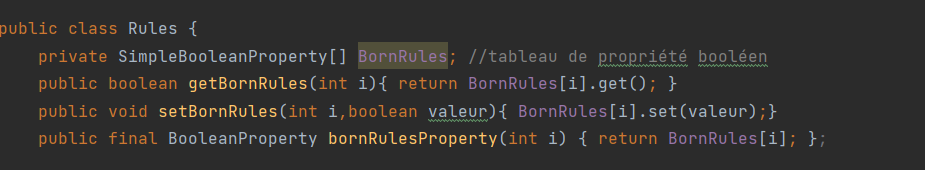 public class Rules {
private SimpleBooleanProperty[] BornRules; //tableau de propriété booléen
public boolean getBornRules(int i){ return BornRules[i].get(); }
public void setBornRules(int i,boolean valeur){ BornRules[i].set(valeur);}
public final BooleanProperty bornRulesProperty(int i) { return BornRules[i]; };